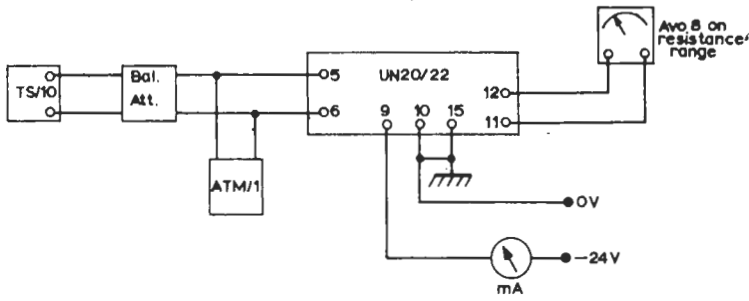 TS/10
Bal.
Att.
ATM/1
UN20/22
5
6
9
10
15
12
11
Avo 8 on
resistance
range
0V
-24V
mA